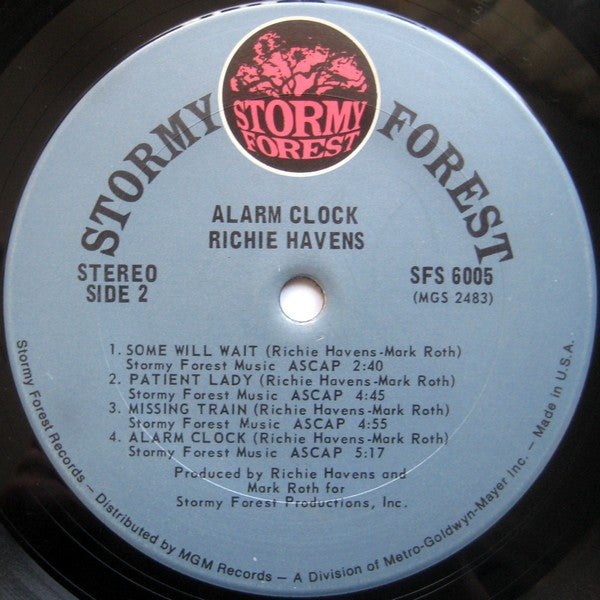 STORMY
FOREST
STORMY FOREST
ALARM CLOCK
RICHIE HAVENS
STEREO
SIDE 2
SFS 6005
(MGS 2483)
1. SOME WILL WAIT (Richie Havens-Mark Roth)
Stormy Forest Music ASCAP 2:40
2. PATIENT LADY (Richie Havens-Mark Roth)
Stormy Forest Music ASCAP 4:45
3. MISSING TRAIN (Richie Havens-Mark Roth)
Stormy Forest Music ASCAP 4:55
4. ALARM CLOCK (Richie Havens-Mark Roth)
Stormy Forest Music ASCAP 5:17
Produced by Richie Havens and
Mark Roth for
Stormy Forest Productions, Inc.
Stormy Forest Records – Distributed by MGM Records – A Division of Metro-Goldwyn-Mayer Inc. – Made in U.S.A.